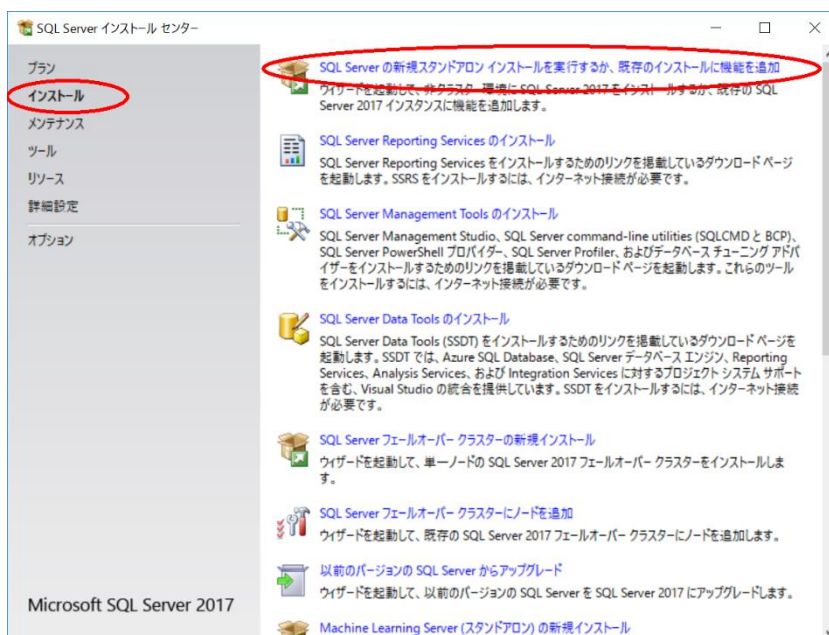 SQL Server インストール センター
プラン
インストール
メンテナンス
ツール
リソース
詳細設定
オプション
Microsoft SQL Server 2017
SQL Server の新規スタンドアロン インストールを実行するか、既存のインストールに機能を追加
ウィザードを起動して、非クラスター環境に SQL Server 2017 をインストールするか、既存の SQL
Server 2017 インスタンスに機能を追加します。
SQL Server Reporting Services のインストール
SQL Server Reporting Services をインストールするためのリンクを掲載しているダウンロード ページ
を起動します。SSRS をインストールするには、インターネット接続が必要です。
SQL Server Management Tools のインストール
SQL Server Management Studio、SQL Server command-line utilities (SQLCMD と BCP)、
SQL Server PowerShell プロバイダー、SQL Server Profiler、およびデータベース チューニング アドバ
イザーをインストールするためのリンクを掲載しているダウンロード ページを起動します。これらのツール
をインストールするには、インターネット接続が必要です。
SQL Server Data Tools のインストール
SQL Server Data Tools (SSDT) をインストールするためのリンクを掲載しているダウンロード ページを
起動します。SSDT では、Azure SQL Database、SQL Server データベース エンジン、Reporting
Services、Analysis Services、および Integration Services に対するプロジェクト システム サポート
を含む、Visual Studio の統合を提供しています。SSDT をインストールするには、インターネット接続
が必要です。
SQL Server フェールオーバー クラスターの新規インストール
ウィザードを起動して、単一ノードの SQL Server 2017 フェールオーバー クラスターをインストールしま
す。
SQL Server フェールオーバー クラスターにノードを追加
ウィザードを起動して、既存の SQL Server 2017 フェールオーバー クラスターにノードを追加します。
以前のバージョンの SQL Server からアップグレード
ウィザードを起動して、以前のバージョンの SQL Server を SQL Server 2017 にアップグレードします。
Machine Learning Server (スタンドアロン) の新規インストール